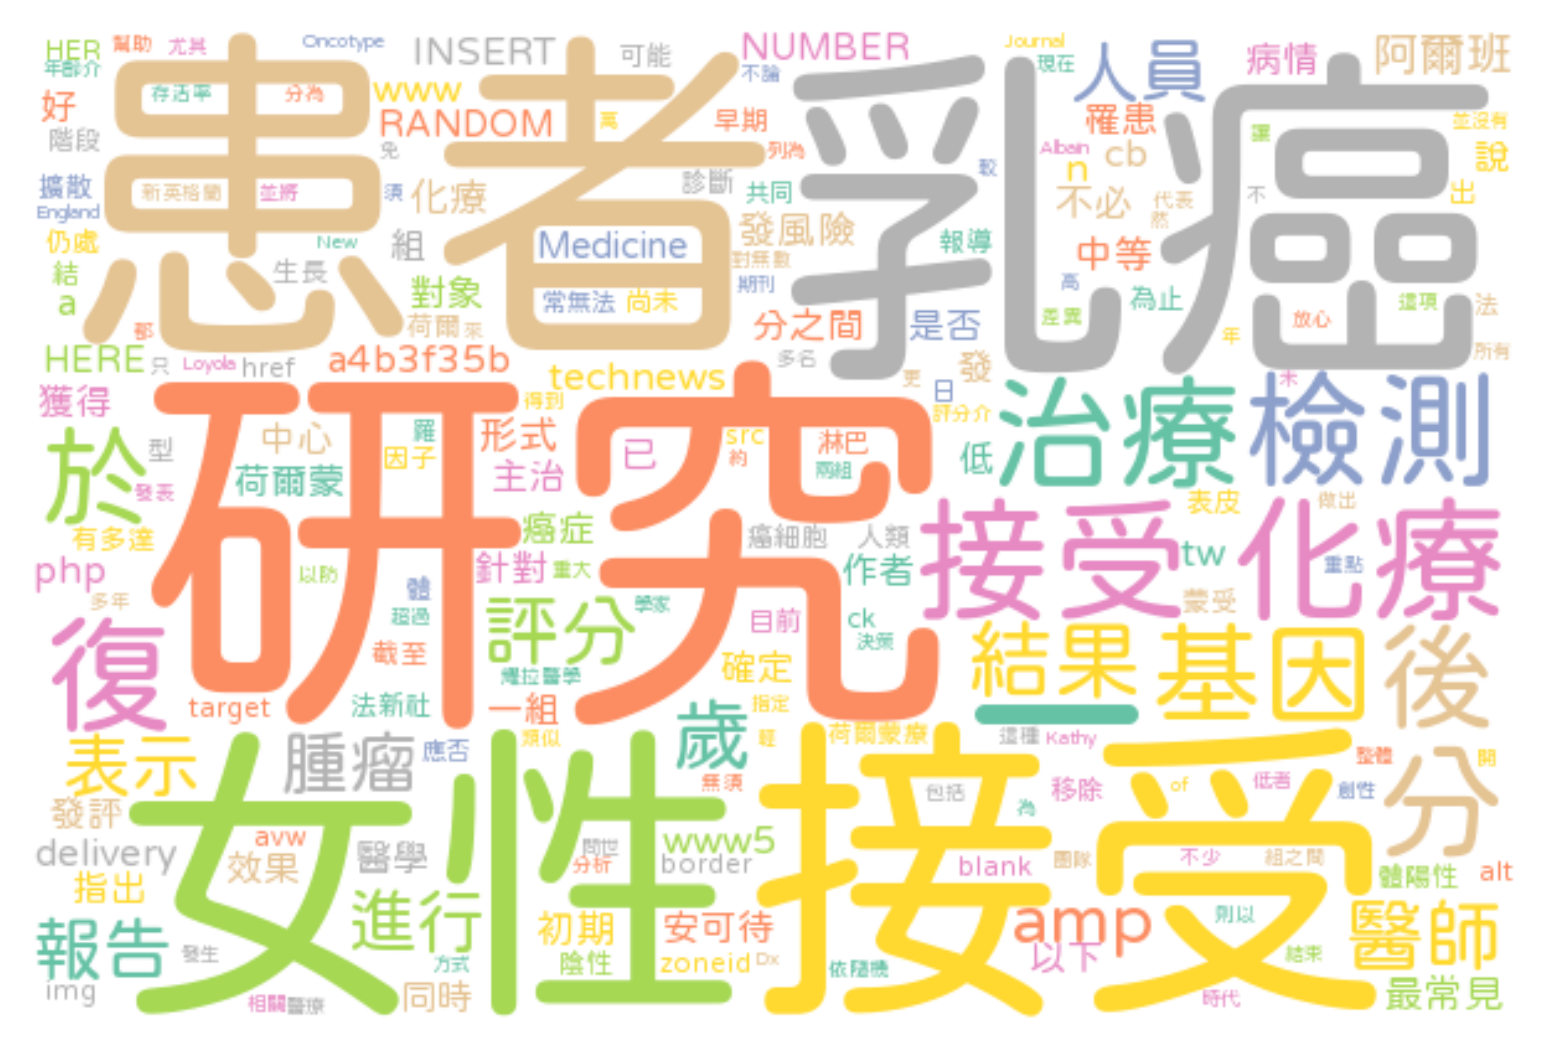 HER 幫助 尤其 Oncotype INSERT 可能 NUMBER Journal 人員 病情 阿爾班
年齡介 不論 現在
好 存活率 分為 www 患者 乳癌
階段 RANDOM 萬 早期 罹患 讓 並沒有
免 列為 Albain cb 說
擴散 新英格蘭 並將 須 化療 診斷 共同 較 n 不必 代表 不 出
England 發風險 然
仍處 New 組 Medicine 對無數 報導 中等
結 生長 對象 常無法 尚未 期刊 高 為止 這項 法
a 鄒 荷爾 來 分之間 是否 差異 放心
HERE 只 Loyola href a4b3f35b 多名 發 年 所有
technews 更 日 未
獲得 研究 得到 評分介 治療 檢測
於 型 中心 羅 形式 已 src 淋巴 低
荷爾蒙 因子 主治 約 兩組
發表 表皮 做出
有多達 癌症 癌細胞 人類 接受 化療
php 以防 體 針對 重大 作者 tw 重點
多年 超過 評分 學家 目前 ck 蒙受
復 截至 決策 結果 基因 後
耀拉醫學 確定
target 法新社 一組 歲 指定 一
類似 輕 荷爾蒙療 這種 Kathy
表示 腫瘤 應否 整體 開
女性 無須 接受 包括 移除 of 低者 創性 分
發評 為
avw 問世 www5
delivery 效果 醫學 分析 border blank 團隊 不少 組之間 體陽性 alt
指出
報告 發生 進行 初期 安可待 amp 則以 醫師
方式 陰性 zoneid Dx 依隨機 以下 結束
img 相關 醫療 同時 時代 最常見